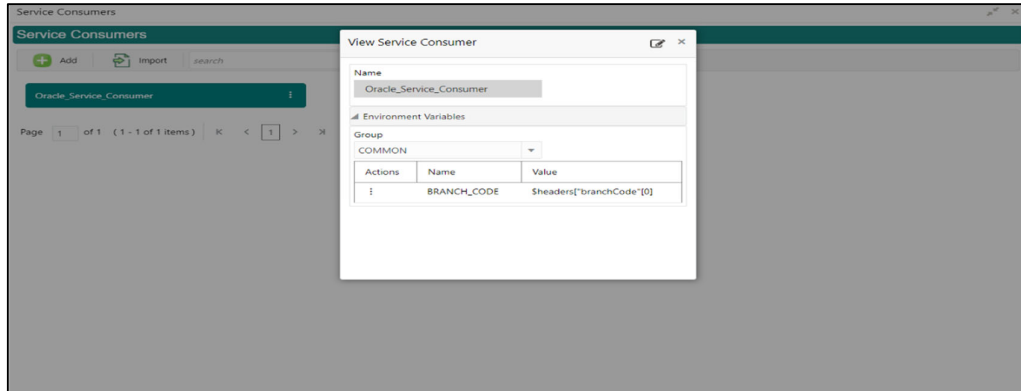 Service Consumers
Service Consumers
Add Import search
Oracle_Service_Consumer
Page 1 of 1 ( 1 - 1 of 1 items) K < 1 > >|
View Service Consumer
Name
Oracle_Service_Consumer
Environment Variables
Group
COMMON
Actions Name Value
BRANCH_CODE $headers["branchCode"[0]